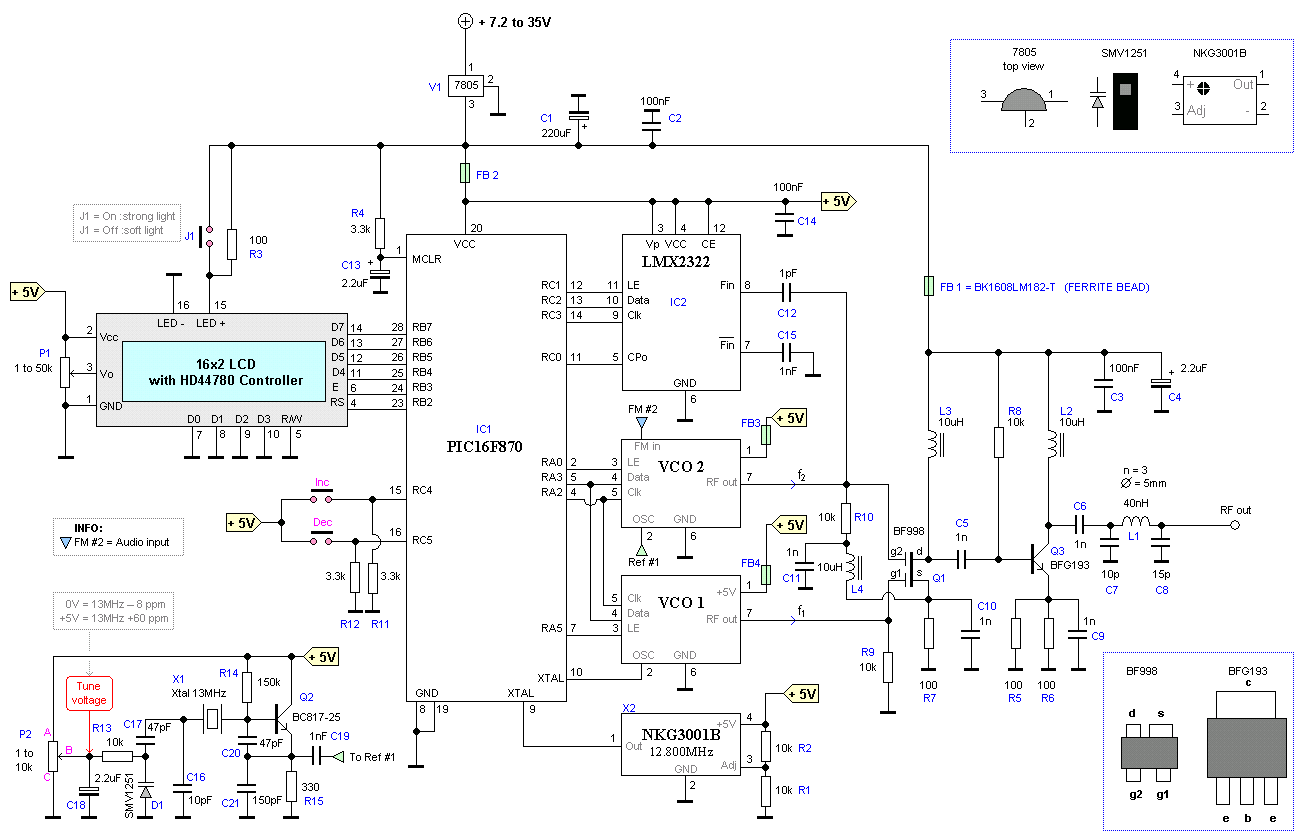 + 7.2 to 35V
1
V1
7805
2
3
C1
220uF
+
100nF
C2
7805
top view
3
1
2
SMV1251
NKG3001B
4
+
Out
1
3
Adj
-
2
FB 2
100nF
+ 5V
C14
J1 = On :strong light
J1 = Off :soft light
J1
100
R3
R4
3.3k
C13
+
2.2uF
1
MCLR
20
VCC
3
4
12
Vp
VCC
CE
LMX2322
IC2
RC1
12
11
LE
RC2
13
10
Data
RC3
14
9
Clk
RC0
11
5
CPo
Fin
8
1pF
C12
C15
Fin
7
1nF
GND
6
FB 1 = BK1608LM182-T (FERRITE BEAD)
+ 5V
16
15
LED -
LED +
2
Vcc
P1
1 to 50k
3
Vo
1
GND
16x2 LCD
with HD44780 Controller
D7
14
28
RB7
D6
13
27
RB6
D5
12
26
RB5
D4
11
25
RB4
E
6
24
RB3
RS
4
23
RB2
D0
D1
D2
D3
R/W
7
8
9
10
5
IC1
PIC16F870
100nF
C3
+
2.2uF
C4
L3
10uH
R8
10k
L2
10uH
FM #2
FM in
FB3
+ 5V
1
RA0
2
3
LE
RA3
5
4
Data
RA2
4
5
Clk
VCO 2
RF out
7
f2
OSC
GND
2
6
Ref #1
FB4
+ 5V
15
RC4
16
RC5
Inc
Dec
+ 5V
3.3k
3.3k
R12
R11
INFO:
FM #2 = Audio input
10k
R10
1n
C11
10uH
L4
BF998
g2
d
g1
s
Q1
C5
1n
Q3
BFG193
C6
1n
n = 3
Ø = 5mm
40nH
L1
RF out
10p
C7
15p
C8
5
Clk
4
Data
RA5
7
3
LE
VCO 1
+5V
1
RF out
7
f1
OSC
GND
2
6
XTAL
10
R9
10k
C10
1n
100
R7
100
R5
100
R6
1n
C9
0V = 13MHz – 8 ppm
+5V = 13MHz +60 ppm
Tune
voltage
+ 5V
R14
150k
X1
Xtal 13MHz
Q2
BC817-25
P2
1 to
10k
A
B
C
R13
10k
C17
47pF
2.2uF
C18
SMV1251
D1
C16
10pF
47pF
C20
C21
150pF
1nF
C19
To Ref #1
330
R15
GND
8
19
XTAL
9
X2
1
Out
NKG3001B
12.800MHz
+5V
4
Adj
3
GND
2
+ 5V
10k
R2
10k
R1
BF998
d
s
g2
g1
BFG193
c
e
b
e